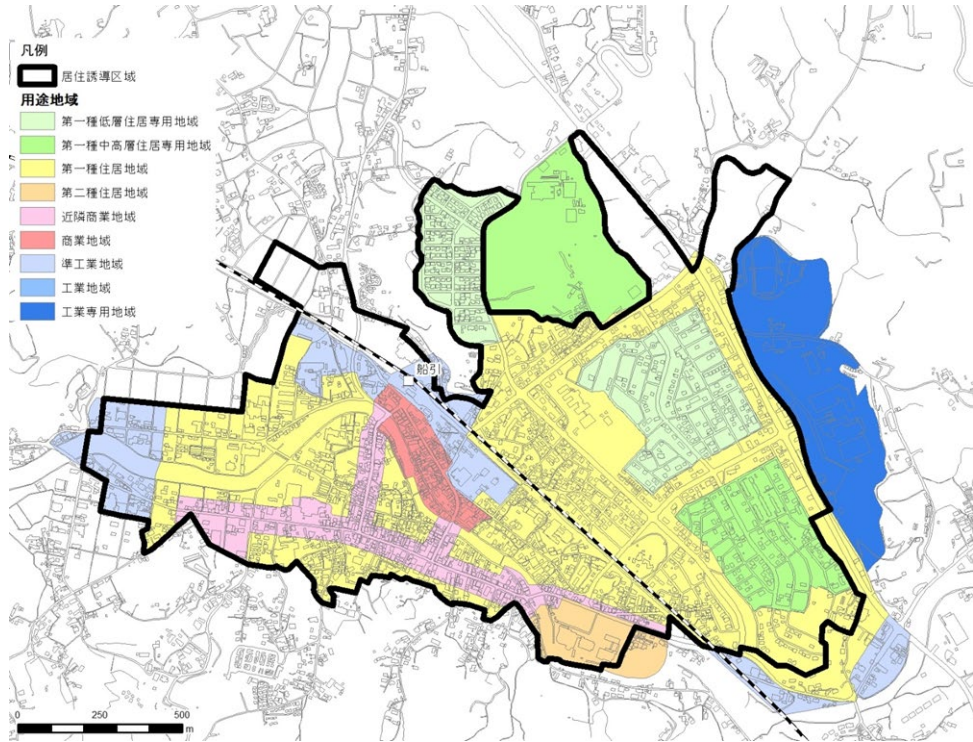 凡例
居住誘導区域
用途地域
第一種低層住居専用地域
第一種中高層住居専用地域
第一種住居地域
第二種住居地域
近隣商業地域
商業地域
準工業地域
工業地域
工業専用地域
船引
0 250 500
m